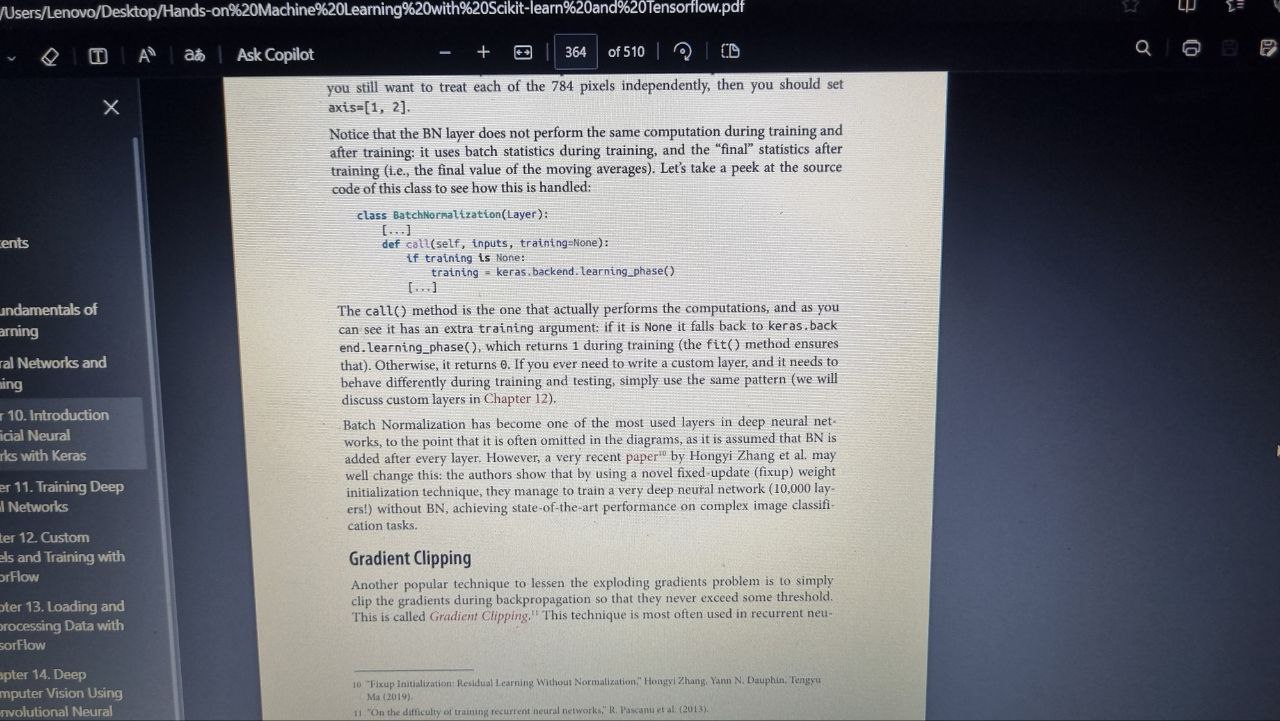 /Users/Lenovo/Desktop/Hands-on%20Machine%20Learning%20with%20Scikit-learn%20and%20Tensorflow.pdf
Ask Copilot
364 of 510
ents
undamentals of
arning
ral Networks and
ing
r 10. Introduction
icial Neural
rks with Keras
er 11. Training Deep
l Networks
ter 12. Custom
els and Training with
orFlow
pter 13. Loading and
processing Data with
sorFlow
apter 14. Deep
mputer Vision Using
nvolutional Neural
you still want to treat each of the 784 pixels independently, then you should set
axis=[1, 2].
Notice that the BN layer does not perform the same computation during training and
after training: it uses batch statistics during training, and the “final” statistics after
training (i.e., the final value of the moving averages). Let’s take a peek at the source
code of this class to see how this is handled:
class BatchNormalization(Layer):
[...]
def call(self, inputs, training=None):
if training is None:
training = keras.backend.learning_phase()
[...]
The call() method is the one that actually performs the computations, and as you
can see it has an extra training argument: if it is None it falls back to keras.back
end.learning_phase(), which returns 1 during training (the fit() method ensures
that). Otherwise, it returns 0. If you ever need to write a custom layer, and it needs to
behave differently during training and testing, simply use the same pattern (we will
discuss custom layers in Chapter 12).
Batch Normalization has become one of the most used layers in deep neural net-
works, to the point that it is often omitted in the diagrams, as it is assumed that BN is
added after every layer. However, a very recent paper¹⁰ by Hongyi Zhang et al. may
well change this: the authors show that by using a novel fixed-update (fixup) weight
initialization technique, they manage to train a very deep neural network (10,000 lay-
ers!) without BN, achieving state-of-the-art performance on complex image classifi-
cation tasks.
Gradient Clipping
Another popular technique to lessen the exploding gradients problem is to simply
clip the gradients during backpropagation so that they never exceed some threshold.
This is called Gradient Clipping.¹¹ This technique is most often used in recurrent neu-
10 “Fixup Initialization: Residual Learning Without Normalization,” Hongyi Zhang, Yann N. Dauphin, Tengyu
Ma (2019).
11 “On the difficulty of training recurrent neural networks,” R. Pascanu et al. (2013).